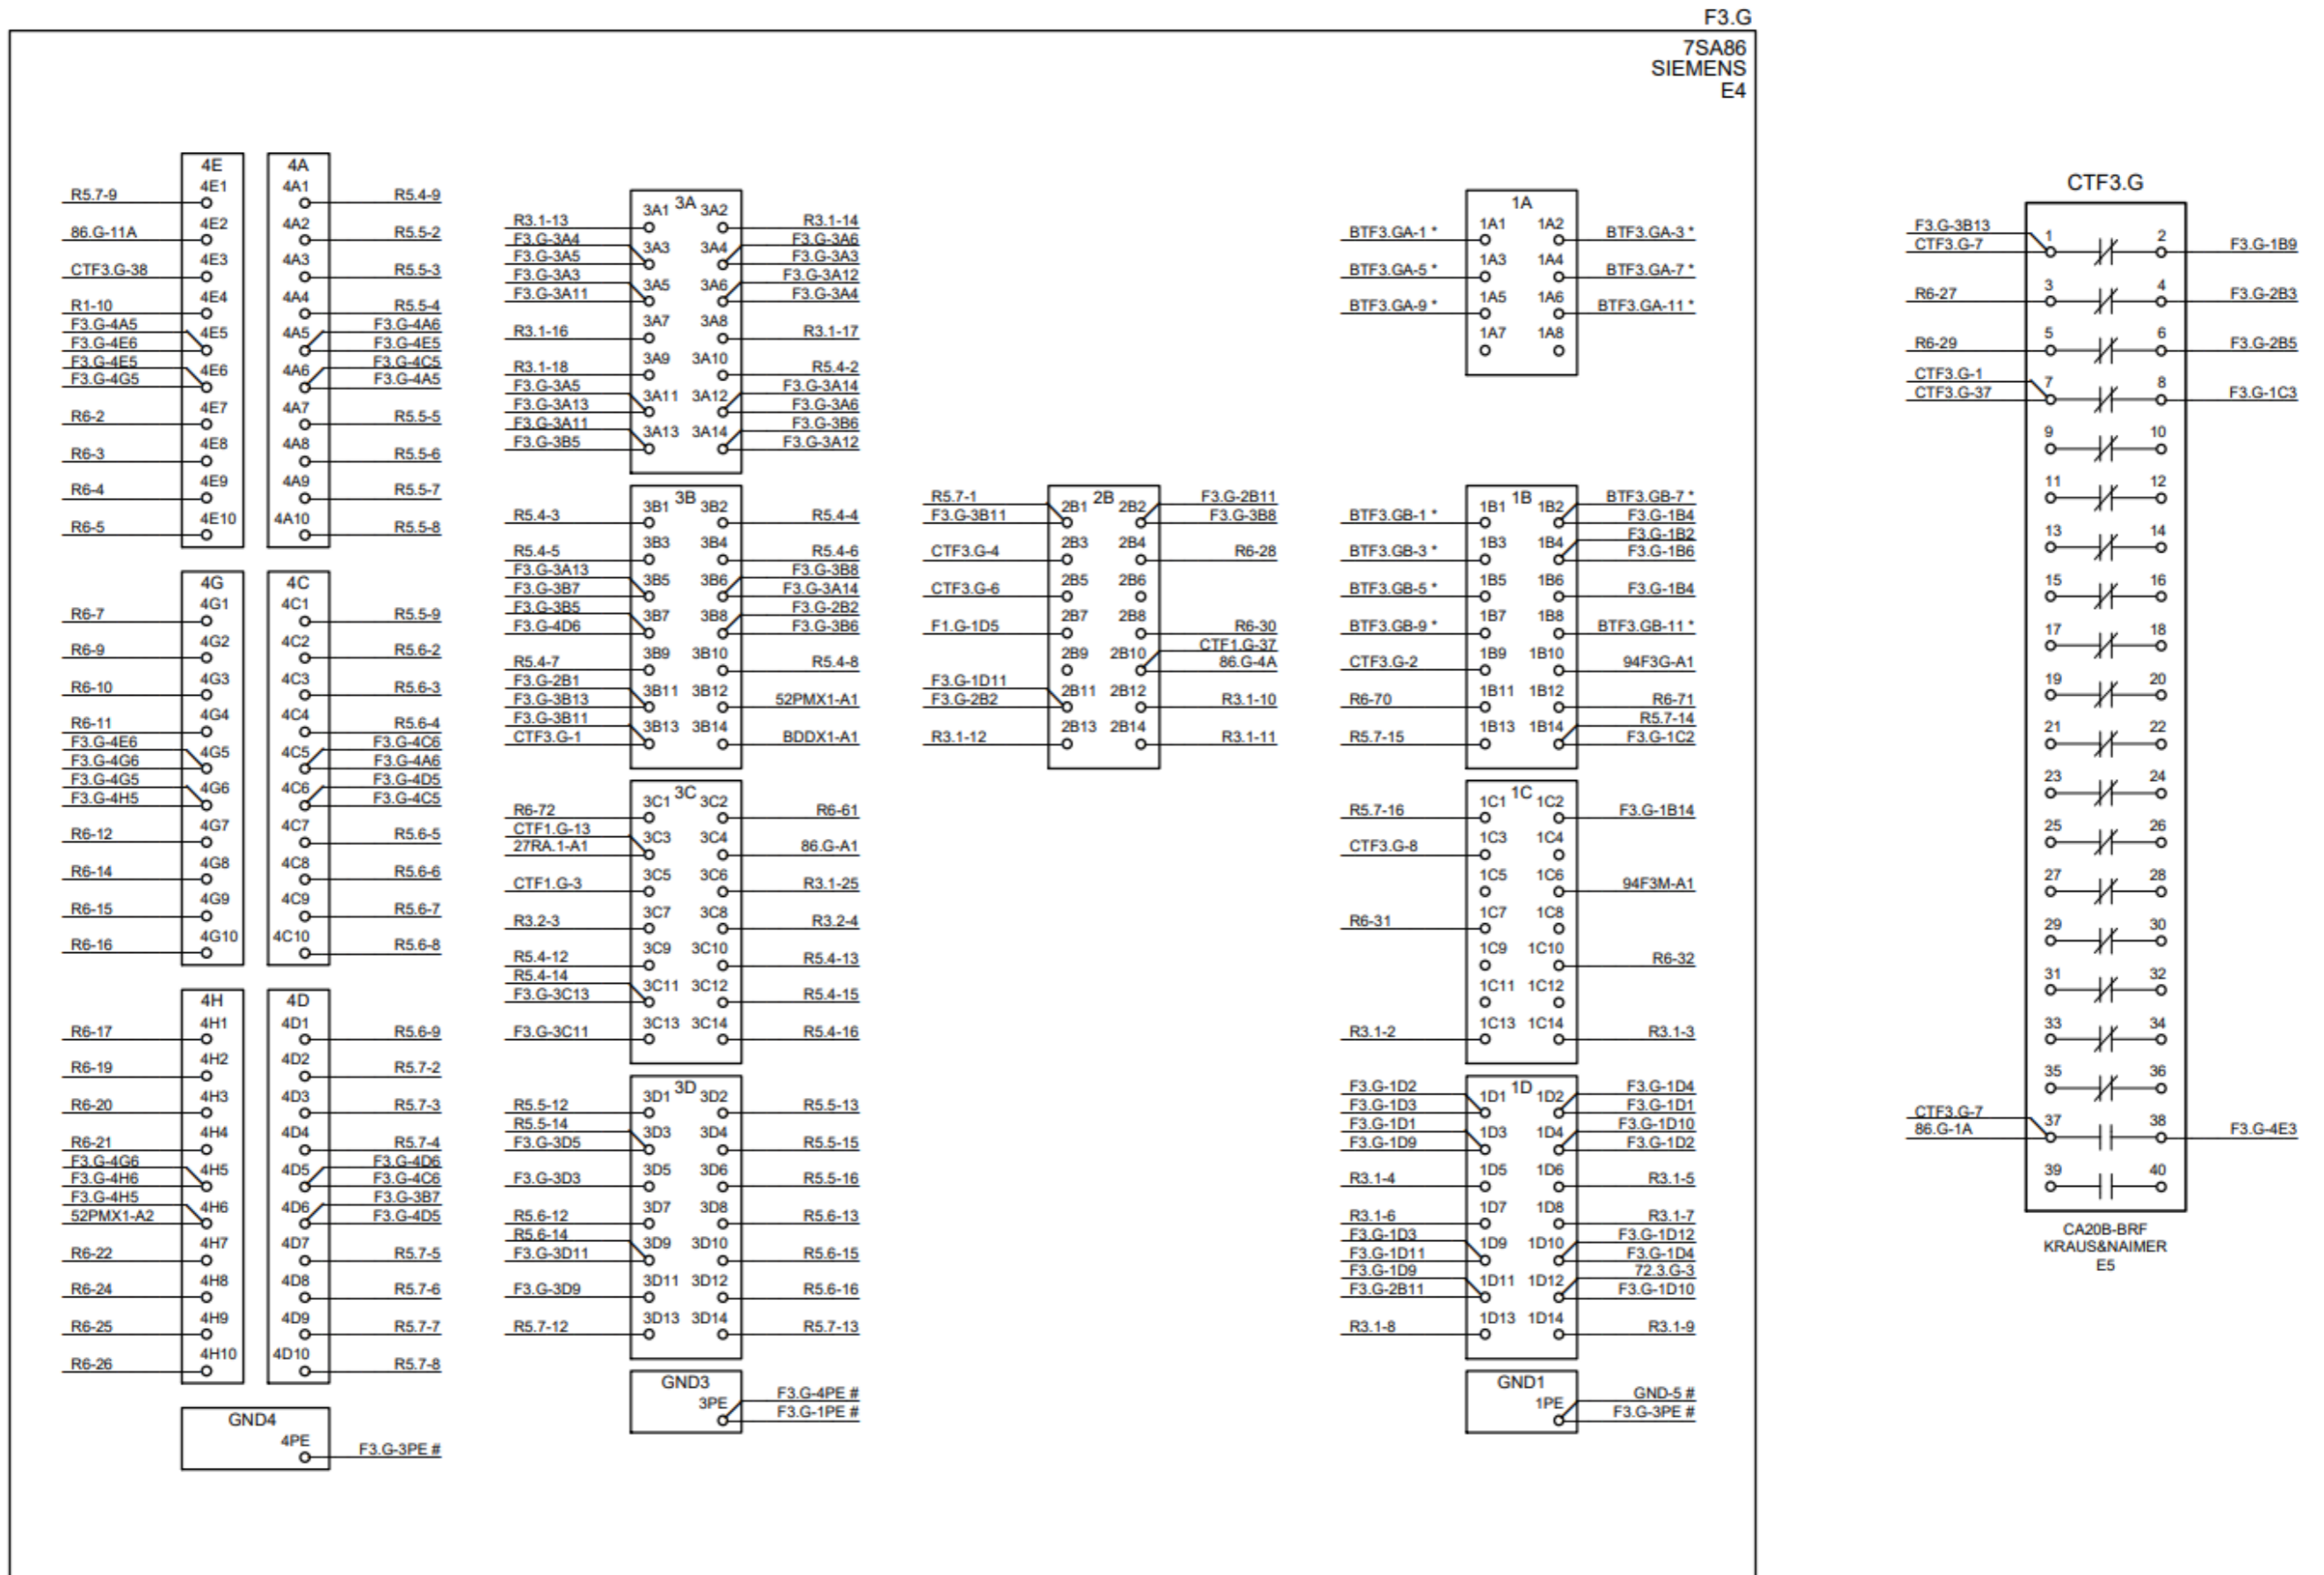 F3.G
7SA86
SIEMENS
E4
4E
R5.7-9 4E1
86.G-11A 4E2
CTF3.G-38 4E3
R1-10 4E4
F3.G-4A5
F3.G-4E6 4E5
F3.G-4E5
F3.G-4G5 4E6
R6-2 4E7
R6-3 4E8
R6-4 4E9
R6-5 4E10
4A
4A1 R5.4-9
4A2 R5.5-2
4A3 R5.5-3
4A4 R5.5-4
F3.G-4A6
4A5 F3.G-4E5
F3.G-4C5
4A6 F3.G-4A5
4A7 R5.5-5
4A8 R5.5-6
4A9 R5.5-7
4A10 R5.5-8
4G
R6-7 4G1
R6-9 4G2
R6-10 4G3
R6-11 4G4
F3.G-4E6
F3.G-4G6 4G5
F3.G-4G5
F3.G-4H5 4G6
R6-12 4G7
R6-14 4G8
R6-15 4G9
R6-16 4G10
4C
4C1 R5.5-9
4C2 R5.6-2
4C3 R5.6-3
4C4 R5.6-4
F3.G-4C6
4C5 F3.G-4A6
F3.G-4D5
4C6 F3.G-4C5
4C7 R5.6-5
4C8 R5.6-6
4C9 R5.6-7
4C10 R5.6-8
4H
R6-17 4H1
R6-19 4H2
R6-20 4H3
R6-21 4H4
F3.G-4G6
F3.G-4H6 4H5
F3.G-4H5
52PMX1-A2 4H6
R6-22 4H7
R6-24 4H8
R6-25 4H9
R6-26 4H10
4D
4D1 R5.6-9
4D2 R5.7-2
4D3 R5.7-3
4D4 R5.7-4
F3.G-4D6
4D5 F3.G-4C6
F3.G-3B7
4D6 F3.G-4D5
4D7 R5.7-5
4D8 R5.7-6
4D9 R5.7-7
4D10 R5.7-8
GND4
4PE F3.G-3PE #
3A
R3.1-13 3A1 3A2 R3.1-14
F3.G-3A4 F3.G-3A6
F3.G-3A5 3A3 3A4 F3.G-3A3
F3.G-3A3 F3.G-3A12
F3.G-3A11 3A5 3A6 F3.G-3A4
R3.1-16 3A7 3A8 R3.1-17
R3.1-18 3A9 3A10 R5.4-2
F3.G-3A5 F3.G-3A14
F3.G-3A13 3A11 3A12 F3.G-3A6
F3.G-3A11 F3.G-3B6
F3.G-3B5 3A13 3A14 F3.G-3A12
3B
R5.4-3 3B1 3B2 R5.4-4
R5.4-5 3B3 3B4 R5.4-6
F3.G-3A13 F3.G-3B8
F3.G-3B7 3B5 3B6 F3.G-3A14
F3.G-3B5 F3.G-2B2
F3.G-4D6 3B7 3B8 F3.G-3B6
R5.4-7 3B9 3B10 R5.4-8
F3.G-2B1
F3.G-3B13 3B11 3B12 52PMX1-A1
F3.G-3B11
CTF3.G-1 3B13 3B14 BDDX1-A1
3C
R6-72 3C1 3C2 R6-61
CTF1.G-13
27RA.1-A1 3C3 3C4 86.G-A1
CTF1.G-3 3C5 3C6 R3.1-25
R3.2-3 3C7 3C8 R3.2-4
R5.4-12 3C9 3C10 R5.4-13
R5.4-14
F3.G-3C13 3C11 3C12 R5.4-15
F3.G-3C11 3C13 3C14 R5.4-16
3D
R5.5-12 3D1 3D2 R5.5-13
R5.5-14
F3.G-3D5 3D3 3D4 R5.5-15
F3.G-3D3 3D5 3D6 R5.5-16
R5.6-12 3D7 3D8 R5.6-13
R5.6-14
F3.G-3D11 3D9 3D10 R5.6-15
F3.G-3D9 3D11 3D12 R5.6-16
R5.7-12 3D13 3D14 R5.7-13
GND3
F3.G-4PE #
3PE F3.G-1PE #
2B
R5.7-1 F3.G-2B11
F3.G-3B11 2B1 2B2 F3.G-3B8
CTF3.G-4 2B3 2B4 R6-28
CTF3.G-6 2B5 2B6
F1.G-1D5 2B7 2B8 R6-30
CTF1.G-37
2B9 2B10 86.G-4A
F3.G-1D11
F3.G-2B2 2B11 2B12 R3.1-10
R3.1-12 2B13 2B14 R3.1-11
1A
BTF3.GA-1 * 1A1 1A2 BTF3.GA-3 *
BTF3.GA-5 * 1A3 1A4 BTF3.GA-7 *
BTF3.GA-9 * 1A5 1A6 BTF3.GA-11 *
1A7 1A8
1B
BTF3.GB-7 *
BTF3.GB-1 * 1B1 1B2 F3.G-1B4
F3.G-1B2
BTF3.GB-3 * 1B3 1B4 F3.G-1B6
BTF3.GB-5 * 1B5 1B6 F3.G-1B4
BTF3.GB-9 * 1B7 1B8 BTF3.GB-11 *
CTF3.G-2 1B9 1B10 94F3G-A1
R6-70 1B11 1B12 R6-71
R5.7-14
R5.7-15 1B13 1B14 F3.G-1C2
1C
R5.7-16 1C1 1C2 F3.G-1B14
CTF3.G-8 1C3 1C4
1C5 1C6 94F3M-A1
R6-31 1C7 1C8
1C9 1C10 R6-32
1C11 1C12
R3.1-2 1C13 1C14 R3.1-3
1D
F3.G-1D2 F3.G-1D4
F3.G-1D3 1D1 1D2 F3.G-1D1
F3.G-1D1 F3.G-1D10
F3.G-1D9 1D3 1D4 F3.G-1D2
R3.1-4 1D5 1D6 R3.1-5
R3.1-6 1D7 1D8 R3.1-7
F3.G-1D3 F3.G-1D12
F3.G-1D11 1D9 1D10 F3.G-1D4
F3.G-1D9 72.3.G-3
F3.G-2B11 1D11 1D12 F3.G-1D10
R3.1-8 1D13 1D14 R3.1-9
GND1
GND-5 #
1PE F3.G-3PE #
CTF3.G
F3.G-3B13
CTF3.G-7 1 2 F3.G-1B9
R6-27 3 4 F3.G-2B3
R6-29 5 6 F3.G-2B5
CTF3.G-1
CTF3.G-37 7 8 F3.G-1C3
9 10
11 12
13 14
15 16
17 18
19 20
21 22
23 24
25 26
27 28
29 30
31 32
33 34
35 36
CTF3.G-7
86.G-1A 37 38 F3.G-4E3
39 40
CA20B-BRF
KRAUS&NAIMER
E5